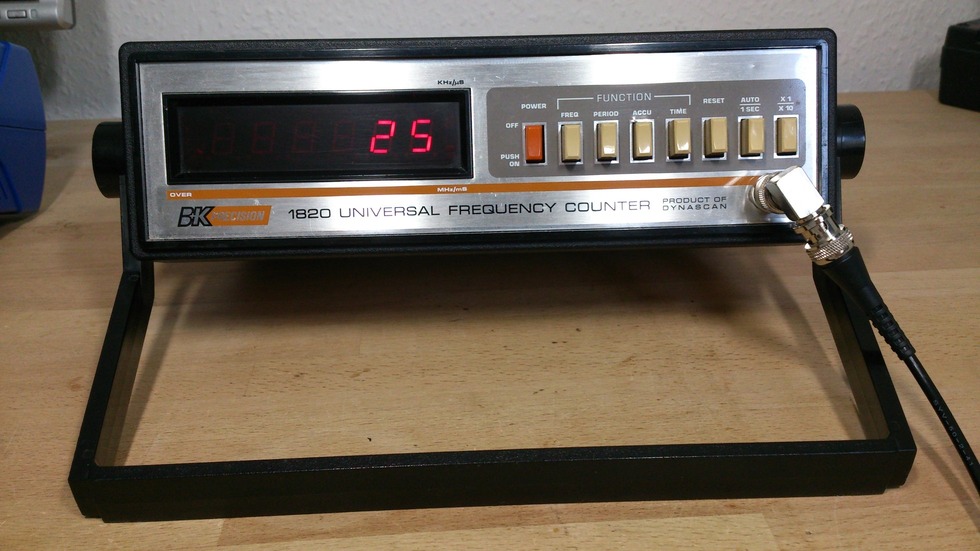 KHz/µS
25
MHz/mS
OVER
B&K PRECISION
1820 UNIVERSAL FREQUENCY COUNTER
PRODUCT OF
DYNASCAN
POWER
OFF
PUSH
ON
FUNCTION
FREQ PERIOD ACCU TIME
RESET
AUTO
1 SEC
X 1
X 10